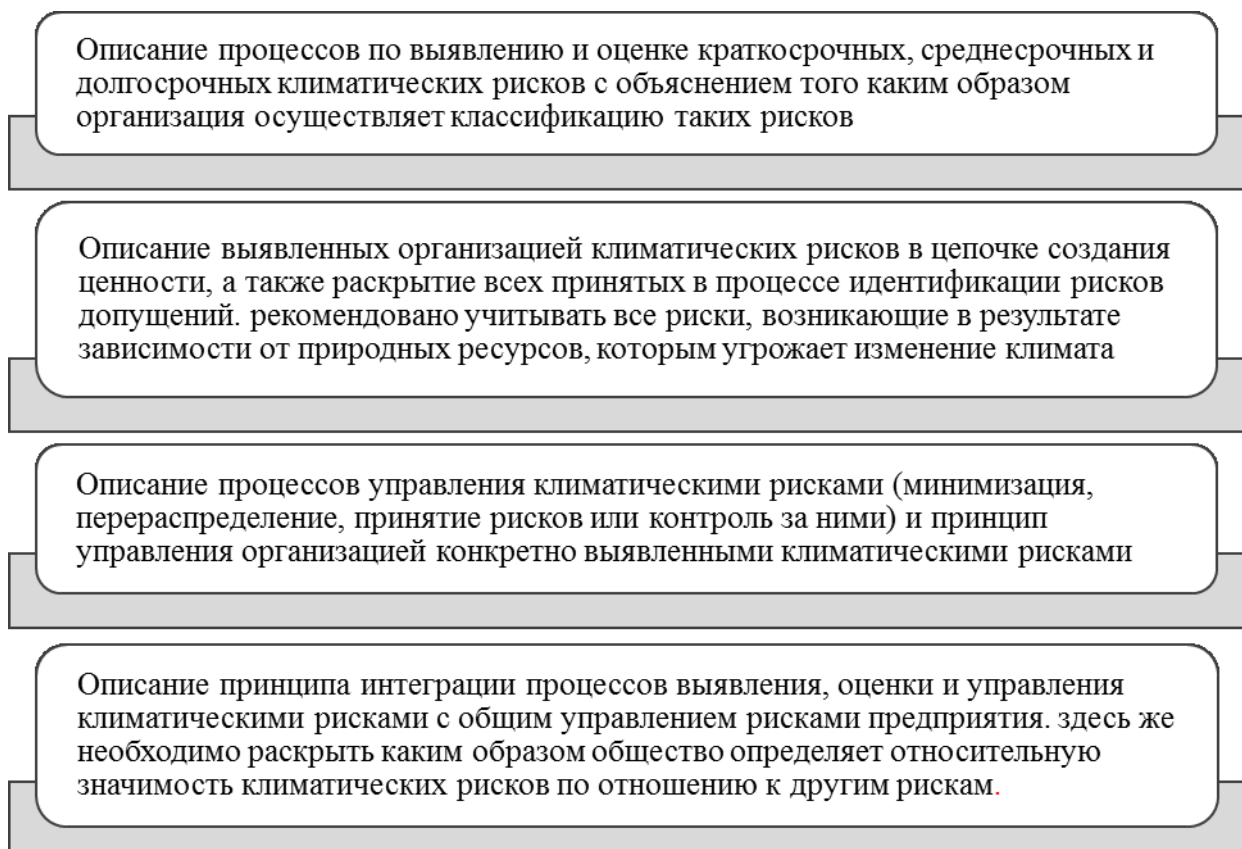 Описание процессов по выявлению и оценке краткосрочных, среднесрочных и
долгосрочных климатических рисков с объяснением того каким образом
организация осуществляет классификацию таких рисков
Описание выявленных организацией климатических рисков в цепочке создания
ценности, а также раскрытие всех принятых в процессе идентификации рисков
допущений. рекомендовано учитывать все риски, возникающие в результате
зависимости от природных ресурсов, которым угрожает изменение климата
Описание процессов управления климатическими рисками (минимизация,
перераспределение, принятие рисков или контроль за ними) и принцип
управления организацией конкретно выявленными климатическими рисками
Описание принципа интеграции процессов выявления, оценки и управления
климатическими рисками с общим управлением рисками предприятия. здесь же
необходимо раскрыть каким образом общество определяет относительную
значимость климатических рисков по отношению к другим рискам.